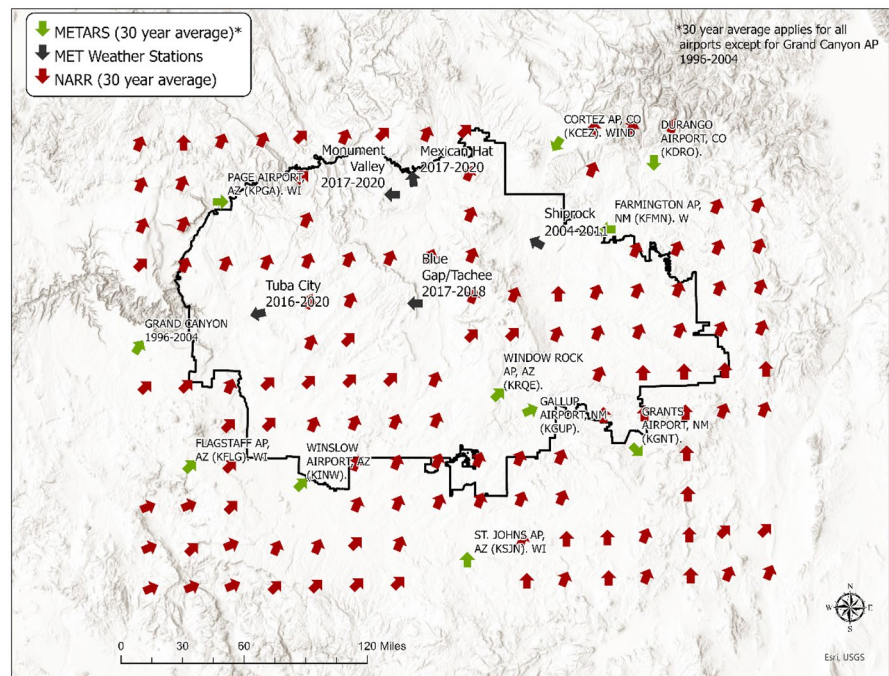 METARS (30 year average)*
MET Weather Stations
NARR (30 year average)
*30 year average applies for all
airports except for Grand Canyon AP
1996-2004
CORTEZ AP, CO
(KCEZ). WIND
DURANGO
AIRPORT, CO
(KDRO).
Monument
Valley
2017-2020
Mexican Hat
2017-2020
PAGE AIRPORT,
AZ (KPGA). WI
FARMINGTON AP,
NM (KFMN). W
Shiprock
2004-2011
Blue
Gap/Tachee
2017-2018
Tuba City
2016-2020
GRAND CANYON
1996-2004
WINDOW ROCK
AP, AZ
(KRQE).
GALLUP
AIRPORT, NM
(KGUP).
GRANTS
AIRPORT, NM
(KGNT).
FLAGSTAFF AP,
AZ (KFLG). WI
WINSLOW
AIRPORT, AZ
(KINW).
ST. JOHNS AP,
AZ (KSJN). WI
N
W E
S
0 30 60 120 Miles
Esri, USGS